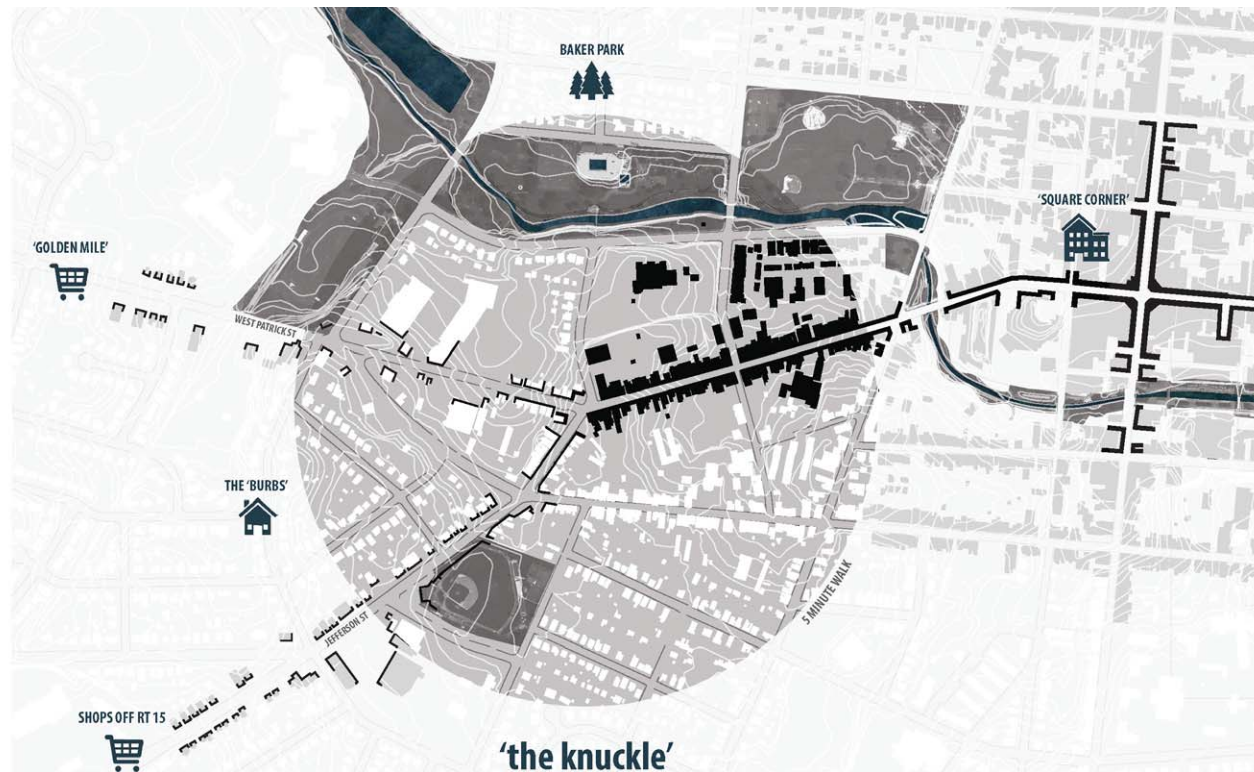 BAKER PARK
'SQUARE CORNER'
'GOLDEN MILE'
WEST PATRICK ST
THE 'BURBS'
5 MINUTE WALK
JEFFERSON ST
SHOPS OFF RT 15
'the knuckle'